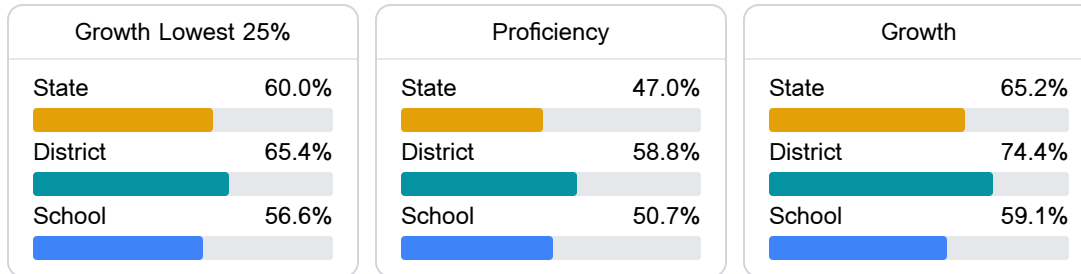 Growth Lowest 25%
State 60.0%
District 65.4%
School 56.6%
Proficiency
State 47.0%
District 58.8%
School 50.7%
Growth
State 65.2%
District 74.4%
School 59.1%